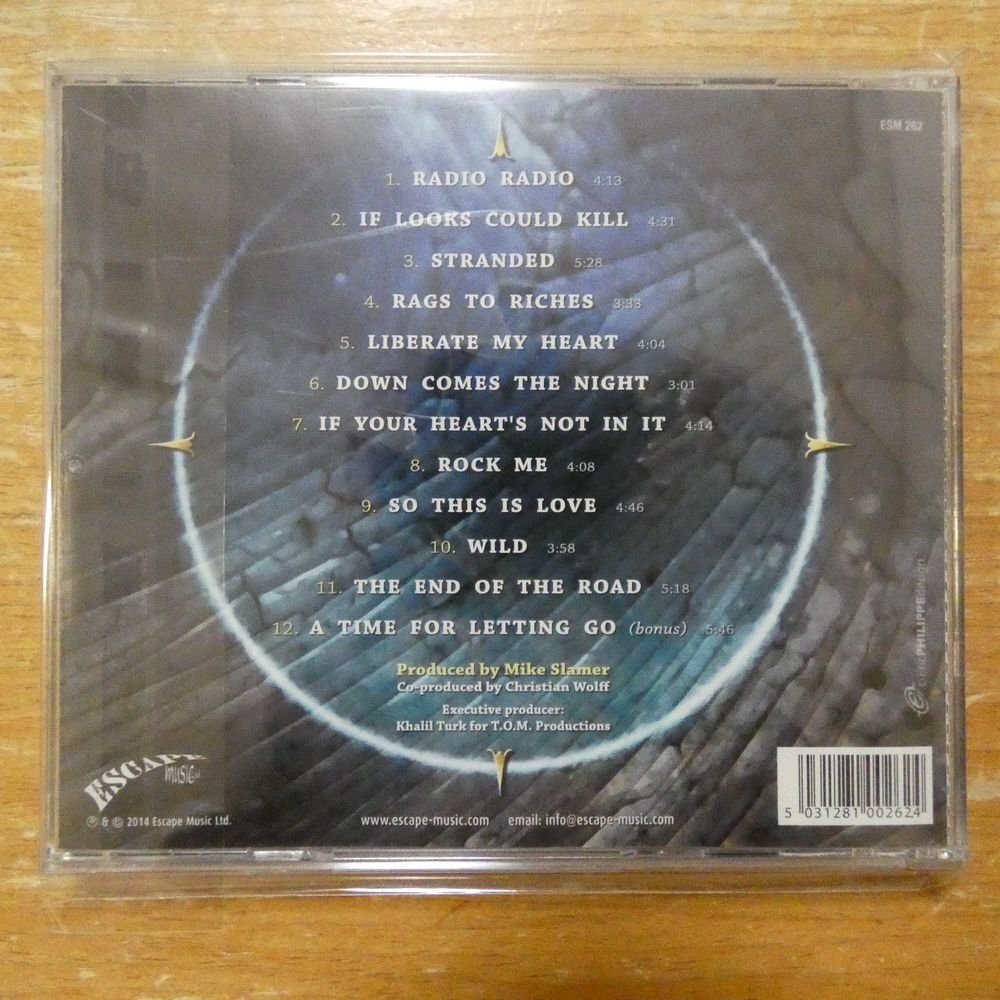 ESM 262
1. RADIO RADIO 4:13
2. IF LOOKS COULD KILL 4:31
3. STRANDED 5:28
4. RAGS TO RICHES 3:33
5. LIBERATE MY HEART 4:04
6. DOWN COMES THE NIGHT 3:01
7. IF YOUR HEART'S NOT IN IT 4:14
8. ROCK ME 4:08
9. SO THIS IS LOVE 4:46
10. WILD 3:58
11. THE END OF THE ROAD 5:18
12. A TIME FOR LETTING GO (bonus) 5:46
Produced by Mike Slamer
Co-produced by Christian Wolff
Executive producer:
Khalil Turk for T.O.M. Productions
PHILIPPEdesign
ESCAPE
music
℗ & © 2014 Escape Music Ltd.
www.escape-music.com email: info@escape-music.com
5 031281 002624